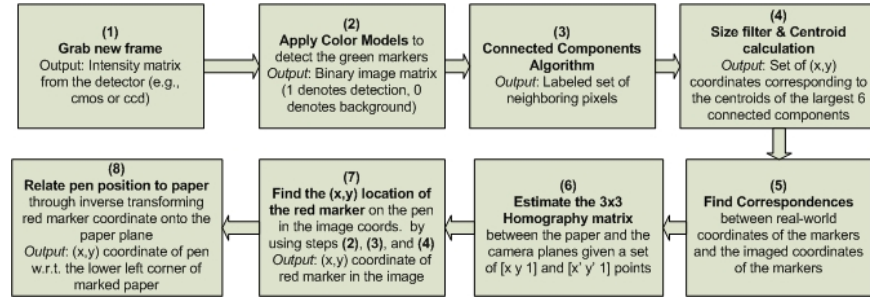 (1)
Grab new frame
Output: Intensity matrix
from the detector (e.g.,
cmos or ccd)
(2)
Apply Color Models to
detect the green markers
Output: Binary image matrix
(1 denotes detection, 0
denotes background)
(3)
Connected Components
Algorithm
Output: Labeled set of
neighboring pixels
(4)
Size filter & Centroid
calculation
Output: Set of (x,y)
coordinates corresponding to
the centroids of the largest 6
connected components
(5)
Find Correspondences
between real-world
coordinates of the markers
and the imaged coordinates
of the markers
(6)
Estimate the 3x3
Homography matrix
between the paper and the
camera planes given a set
of [x y 1] and [x' y' 1] points
(7)
Find the (x,y) location of
the red marker on the pen
in the image coords. by
using steps (2), (3), and (4)
Output: (x,y) coordinate of
red marker in the image
(8)
Relate pen position to paper
through inverse transforming
red marker coordinate onto the
paper plane
Output: (x,y) coordinate of pen
w.r.t. the lower left corner of
marked paper